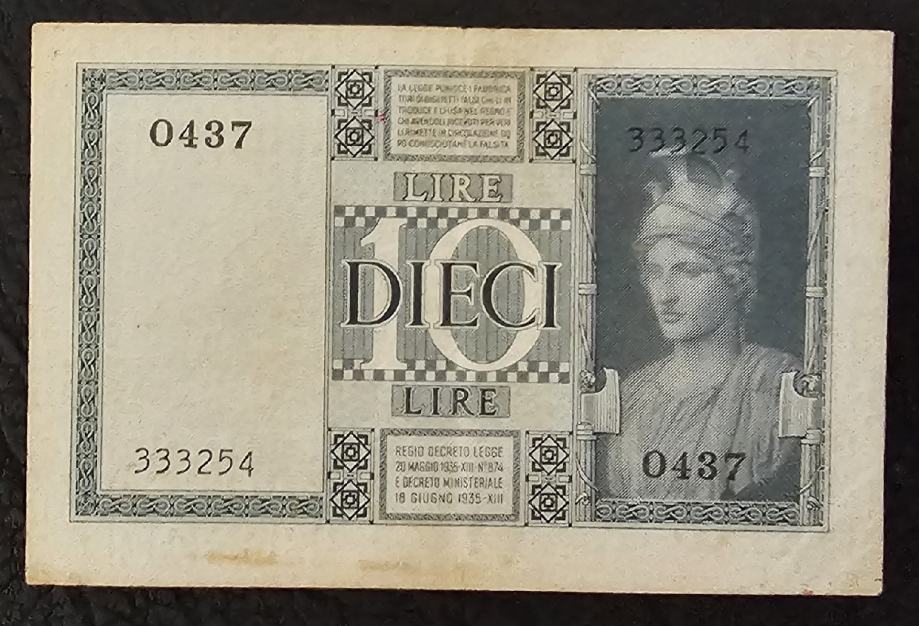 0437
LA LEGGE PUNISCE I FABBRICA
TORI DI BIGLIETTI FALSI, CHI LI IN
TRODUCE E LI USA NEL REGNO E
CHI AVENDOLI RICEVUTI PER VERI
LI RIMETTE IN CIRCOLAZIONE DO
PO CONOSCIUTANE LA FALSITÀ
333254
LIRE
10
DIECI
LIRE
333254
REGIO DECRETO LEGGE
20 MAGGIO 1935-XIII-N° 874
E DECRETO MINISTERIALE
18 GIUGNO 1935-XIII
0437